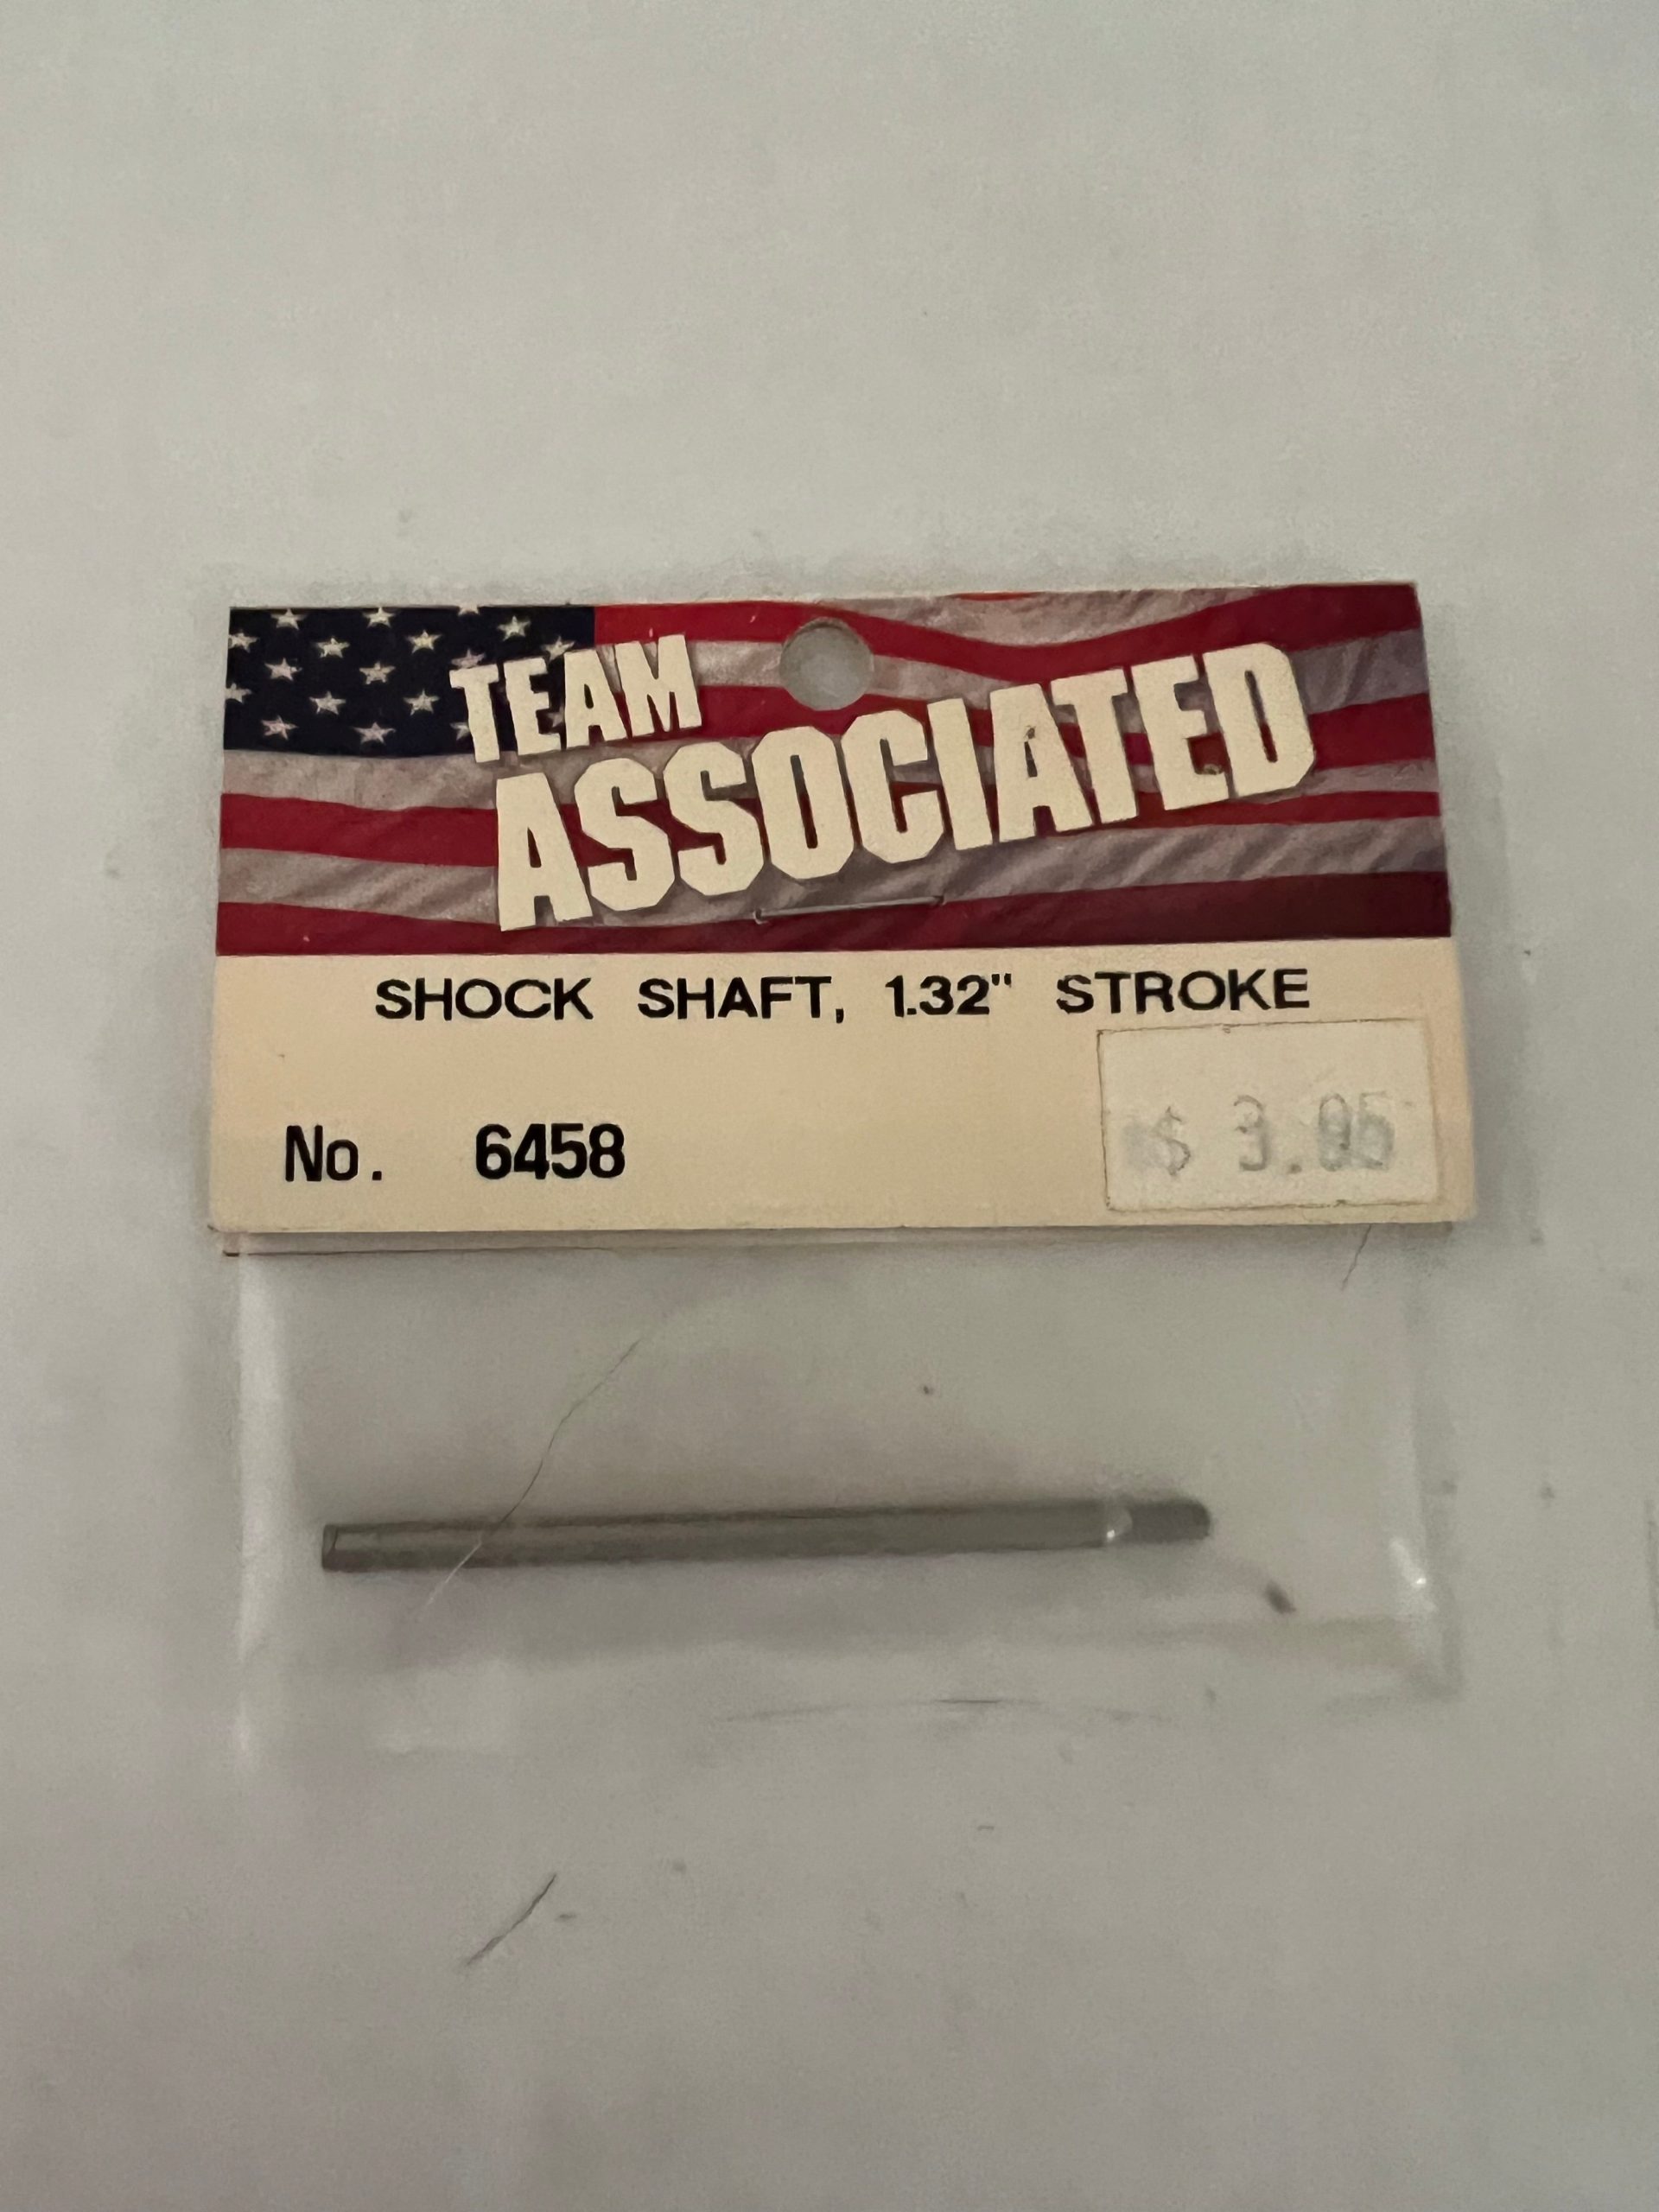 TEAM
ASSOCIATED
SHOCK SHAFT, 1.32" STROKE
No. 6458